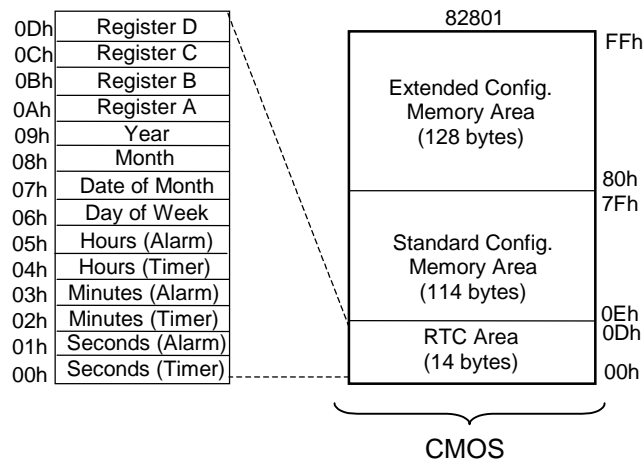 0Dh Register D
0Ch Register C
0Bh Register B
0Ah Register A
09h Year
08h Month
07h Date of Month
06h Day of Week
05h Hours (Alarm)
04h Hours (Timer)
03h Minutes (Alarm)
02h Minutes (Timer)
01h Seconds (Alarm)
00h Seconds (Timer)
82801
FFh
Extended Config.
Memory Area
(128 bytes)
80h
7Fh
Standard Config.
Memory Area
(114 bytes)
0Eh
0Dh
RTC Area
(14 bytes)
00h
CMOS